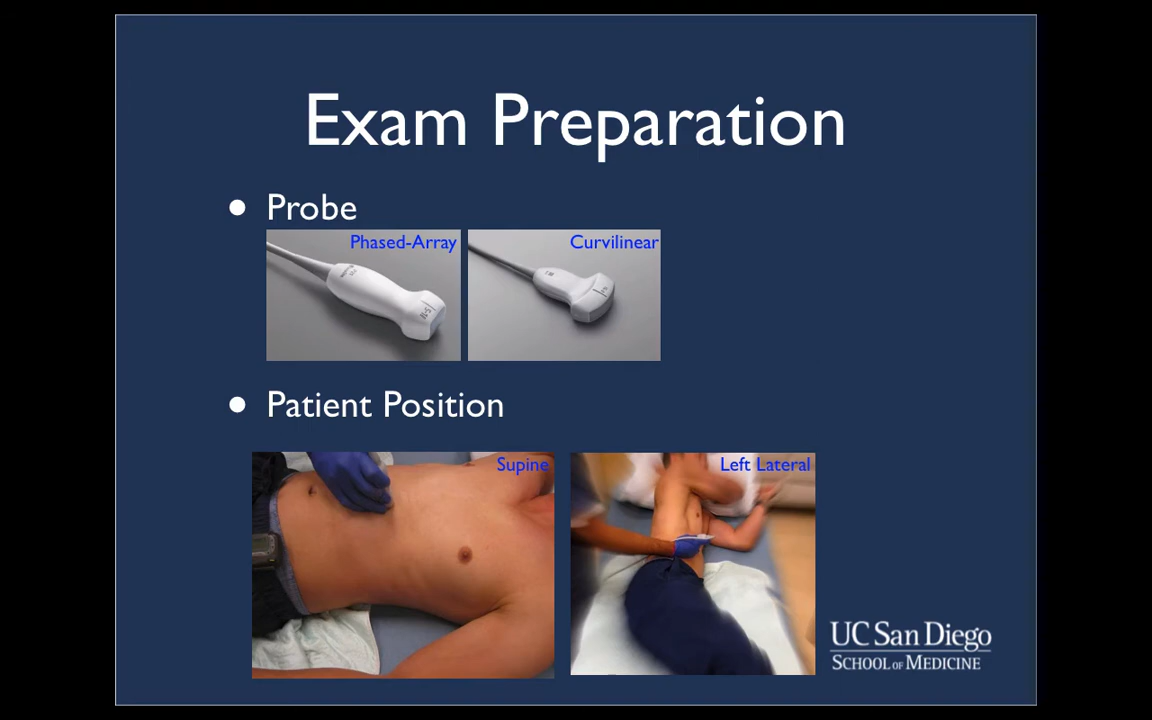 Exam Preparation
• Probe
Phased-Array
Curvilinear
• Patient Position
Supine
Left Lateral
UC San Diego
SCHOOL OF MEDICINE